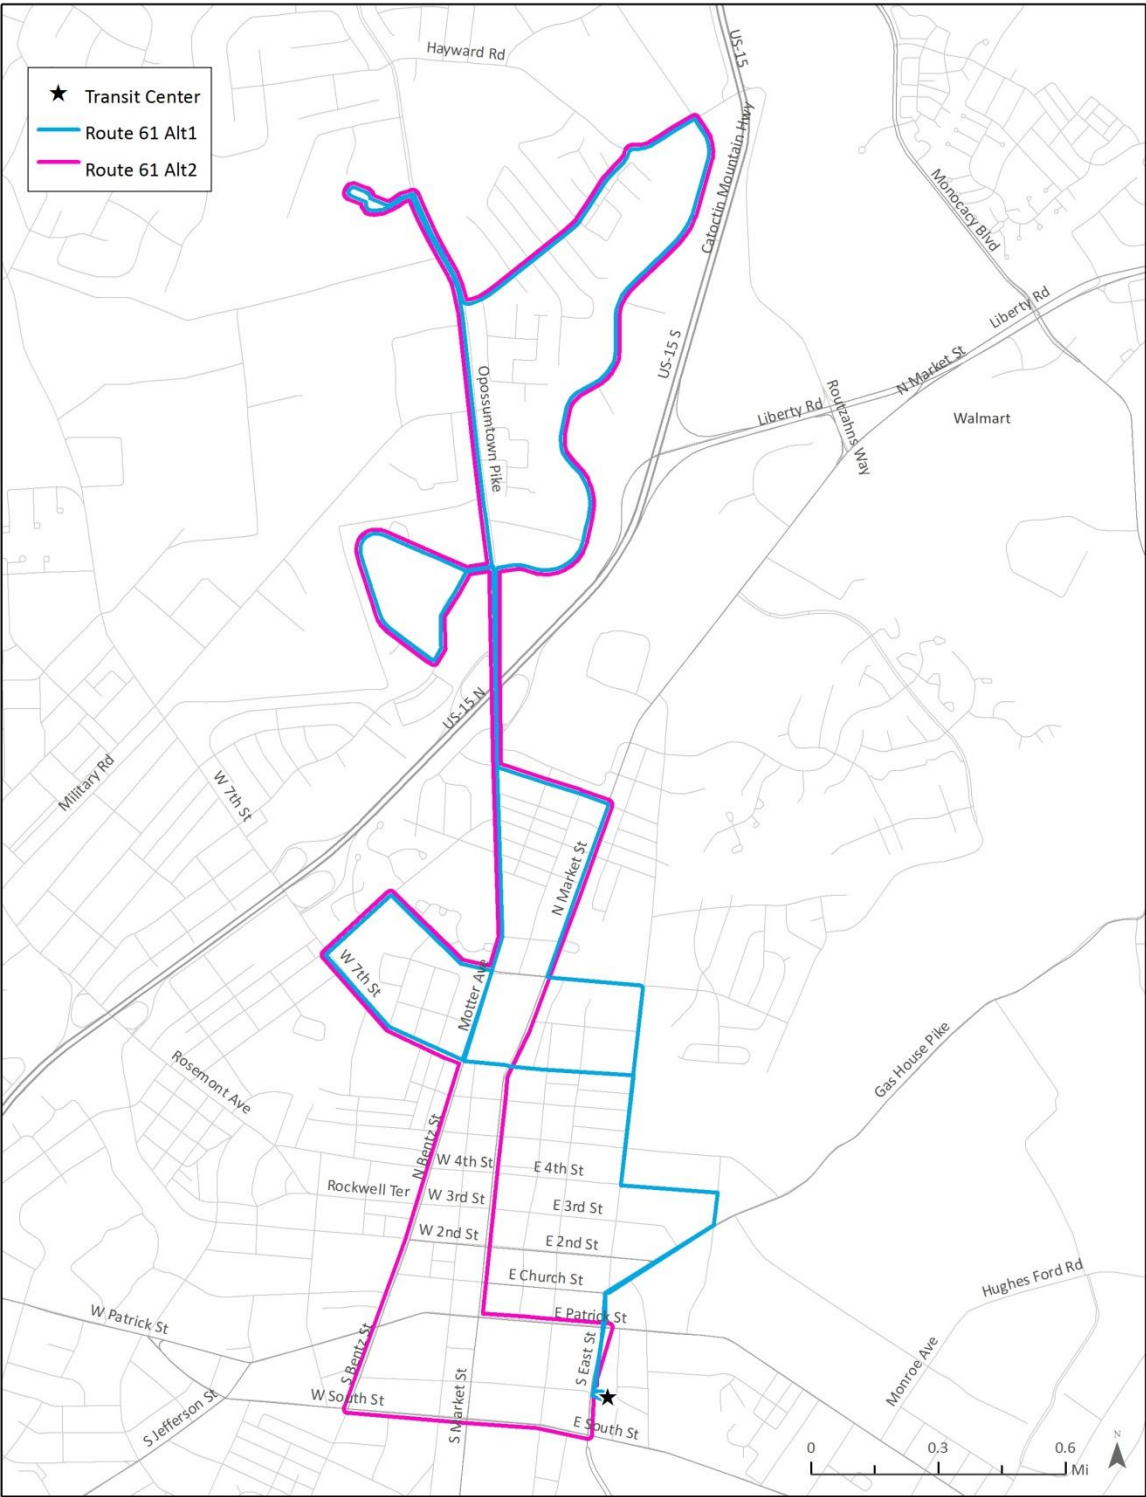 Hayward Rd
US-15
Transit Center
Route 61 Alt1
Route 61 Alt2
Catoctin Mountain Hwy
Monocacy Blvd
Liberty Rd
US-15 S
N Market St
Opossumtown Pike
Liberty Rd
Routzahns Way
Walmart
US-15 N
Military Rd
W 7th St
N Market St
W 7th St
Motter Ave
Gas House Pike
Rosemont Ave
N Bentz St
W 4th St
E 4th St
Rockwell Ter
W 3rd St
E 3rd St
W 2nd St
E 2nd St
E Church St
Hughes Ford Rd
W Patrick St
E Patrick St
S Bentz St
S East St
Monroe Ave
W South St
S Market St
S Jefferson St
E South St
N
0 0.3 0.6
Mi